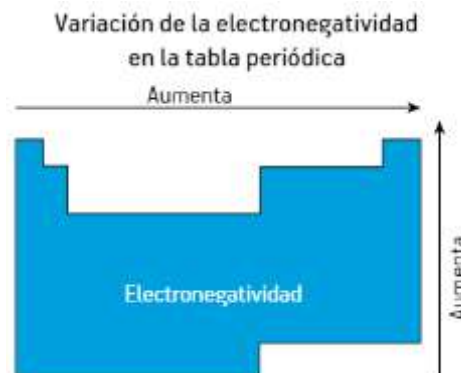 Variación de la electronegatividad
en la tabla periódica
Aumenta
Electronegatividad
Aumenta